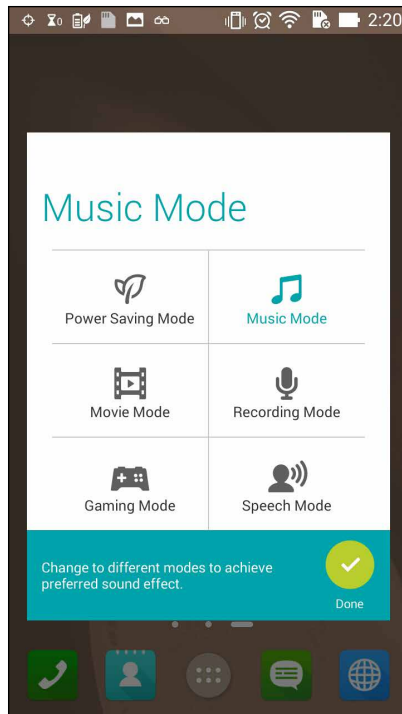 2:20
Music Mode
Power Saving Mode
Music Mode
Movie Mode
Recording Mode
Gaming Mode
Speech Mode
Change to different modes to achieve
preferred sound effect.
Done